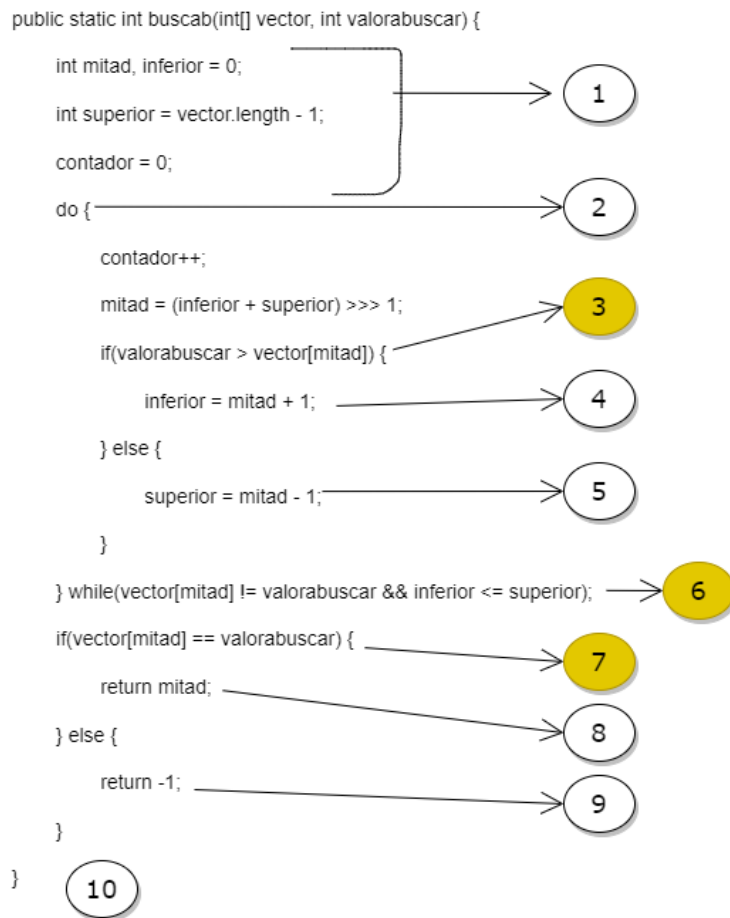 public static int buscab(int[] vector, int valorabuscar) {
int mitad, inferior = 0;
1
int superior = vector.length - 1;
contador = 0;
do {
2
contador++;
mitad = (inferior + superior) >>> 1;
3
if(valorabuscar > vector[mitad]) {
inferior = mitad + 1;
4
} else {
superior = mitad - 1;
5
}
} while(vector[mitad] != valorabuscar && inferior <= superior);
6
if(vector[mitad] == valorabuscar) {
7
return mitad;
8
} else {
return -1;
9
}
}
10